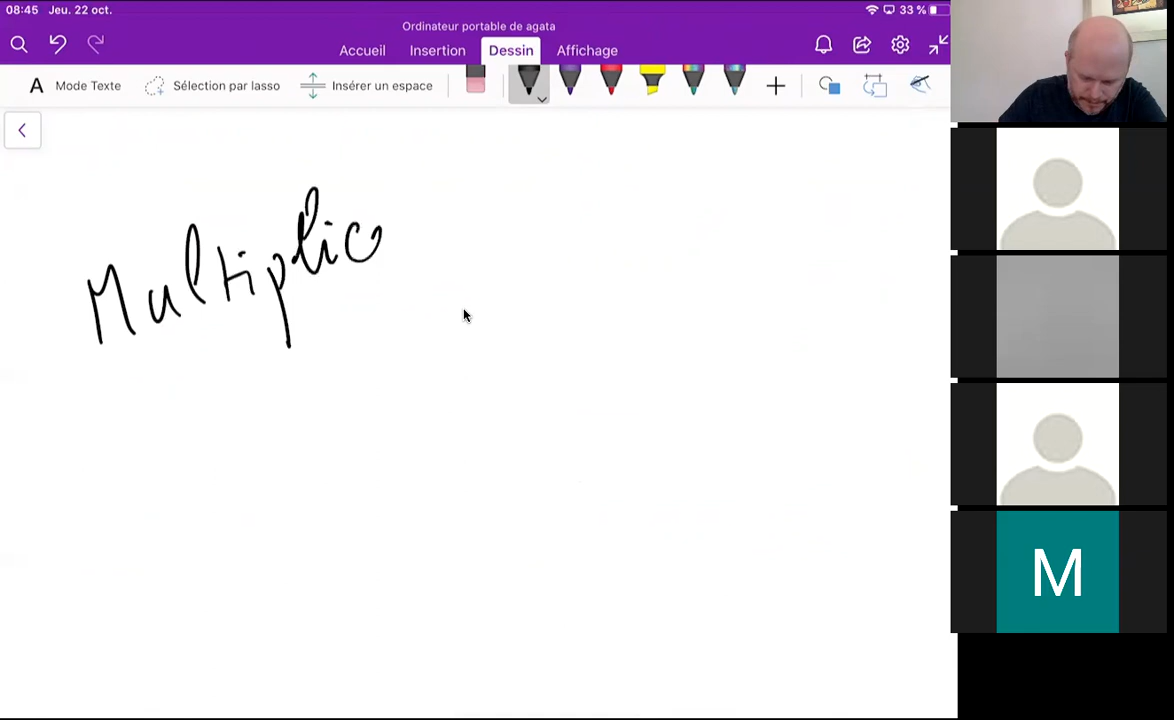 08:45 Jeu. 22 oct.
33 %
Ordinateur portable de agata
Accueil Insertion Dessin Affichage
A Mode Texte Sélection par lasso Insérer un espace
Multiplic
M